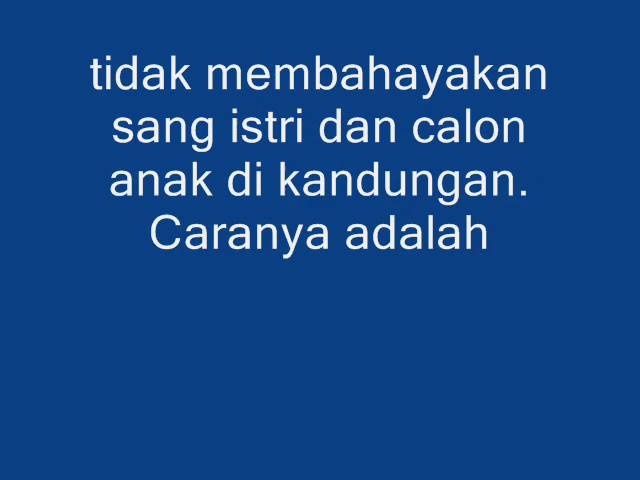 tidak membahayakan
sang istri dan calon
anak di kandungan.
Caranya adalah